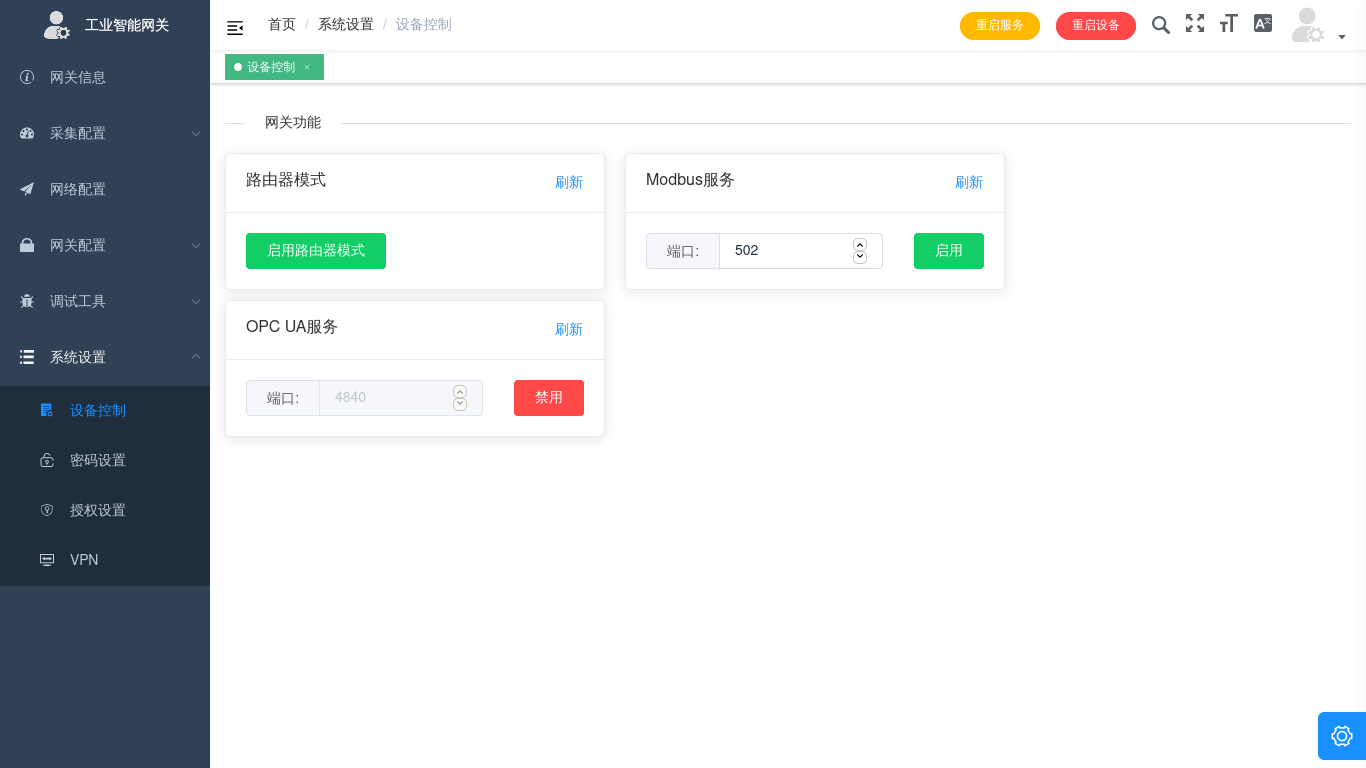 工业智能网关
首页 / 系统设置 / 设备控制
重启服务
重启设备
设备控制 ×
网关信息
采集配置
网络配置
网关配置
调试工具
系统设置
设备控制
密码设置
授权设置
VPN
网关功能
路由器模式
刷新
启用路由器模式
Modbus服务
刷新
端口:
502
启用
OPC UA服务
刷新
端口:
4840
禁用